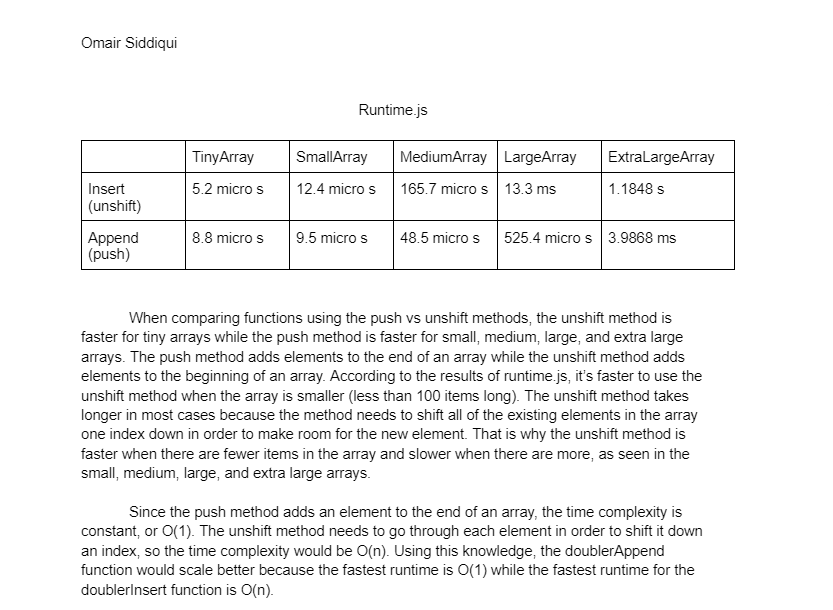 Omair Siddiqui
Runtime.js
TinyArray SmallArray MediumArray LargeArray ExtraLargeArray
Insert (unshift) 5.2 micro s 12.4 micro s 165.7 micro s 13.3 ms 1.1848 s
Append (push) 8.8 micro s 9.5 micro s 48.5 micro s 525.4 micro s 3.9868 ms
When comparing functions using the push vs unshift methods, the unshift method is
faster for tiny arrays while the push method is faster for small, medium, large, and extra large
arrays. The push method adds elements to the end of an array while the unshift method adds
elements to the beginning of an array. According to the results of runtime.js, it's faster to use the
unshift method when the array is smaller (less than 100 items long). The unshift method takes
longer in most cases because the method needs to shift all of the existing elements in the array
one index down in order to make room for the new element. That is why the unshift method is
faster when there are fewer items in the array and slower when there are more, as seen in the
small, medium, large, and extra large arrays.
Since the push method adds an element to the end of an array, the time complexity is
constant, or O(1). The unshift method needs to go through each element in order to shift it down
an index, so the time complexity would be O(n). Using this knowledge, the doublerAppend
function would scale better because the fastest runtime is O(1) while the fastest runtime for the
doublerInsert function is O(n).